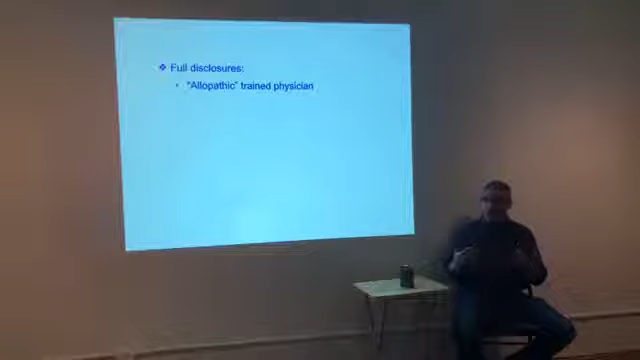 ❖ Full disclosures:
• "Allopathic" trained physician